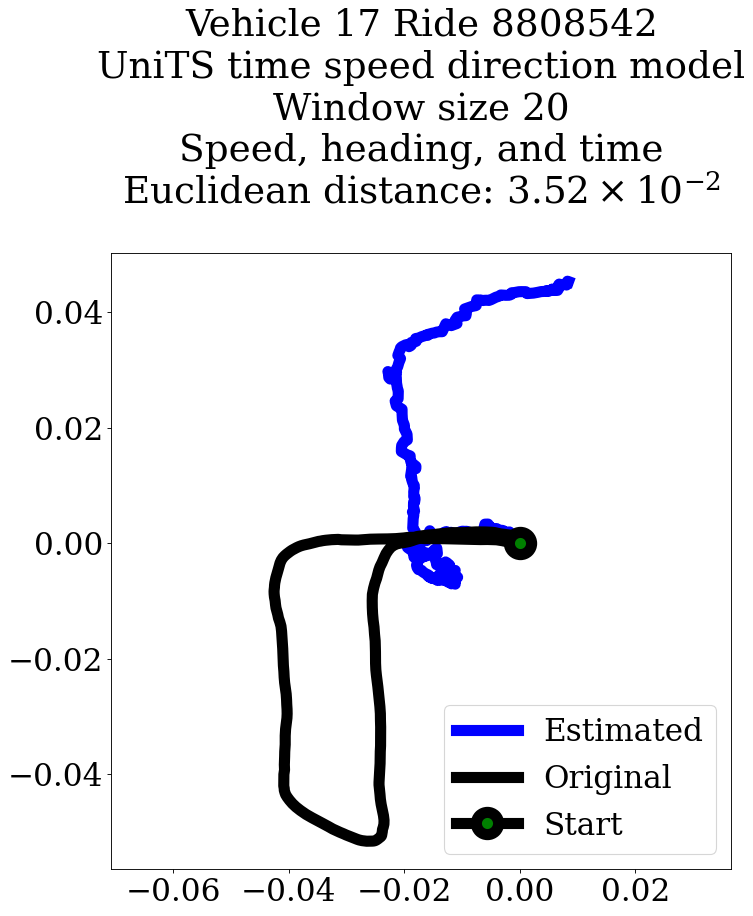 Vehicle 17 Ride 8808542
UniTS time speed direction model
Window size 20
Speed, heading, and time
Euclidean distance: 3.52 × 10⁻²
0.04
0.02
0.00
−0.02
−0.04
−0.06 −0.04 −0.02 0.00 0.02
Estimated
Original
Start